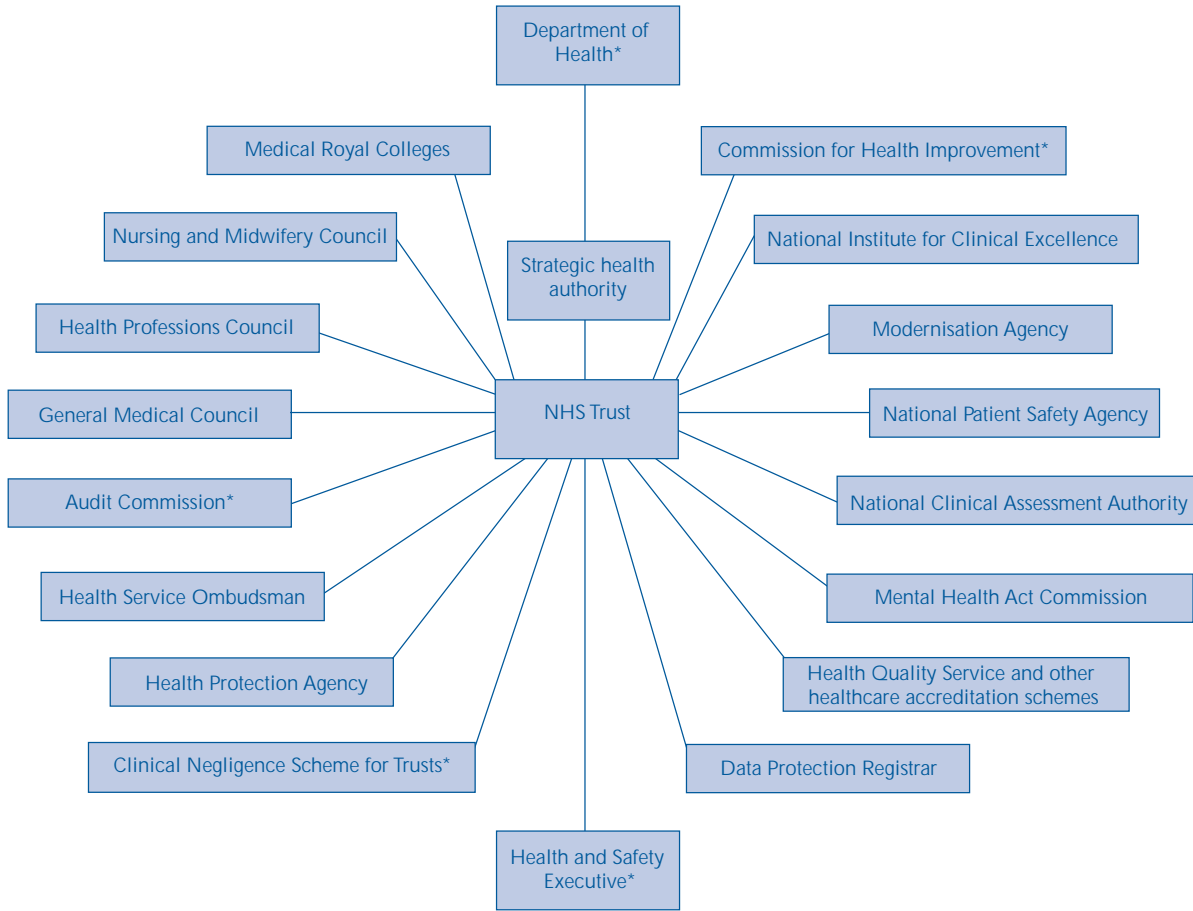 Department of
Health*
Medical Royal Colleges
Commission for Health Improvement*
Nursing and Midwifery Council
National Institute for Clinical Excellence
Strategic health
authority
Health Professions Council
Modernisation Agency
General Medical Council
NHS Trust
National Patient Safety Agency
Audit Commission*
National Clinical Assessment Authority
Health Service Ombudsman
Mental Health Act Commission
Health Protection Agency
Health Quality Service and other
healthcare accreditation schemes
Clinical Negligence Scheme for Trusts*
Data Protection Registrar
Health and Safety
Executive*